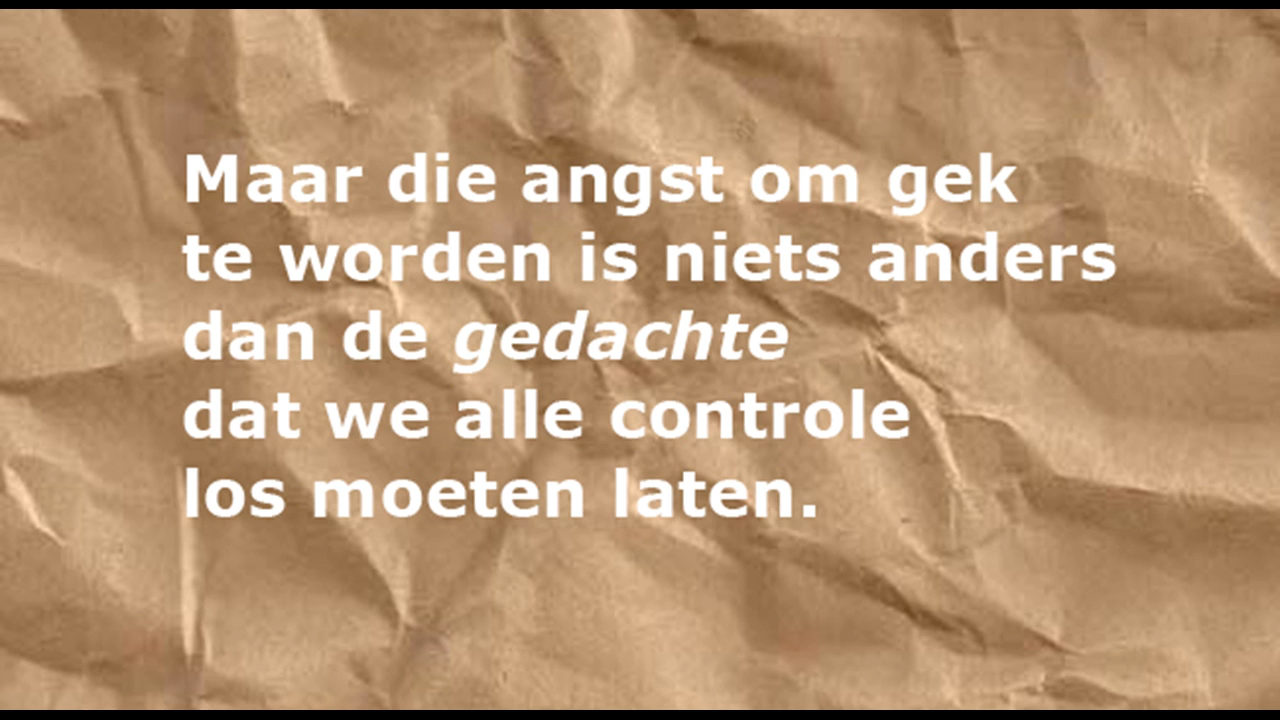 Maar die angst om gek
te worden is niets anders
dan de gedachte
dat we alle controle
los moeten laten.